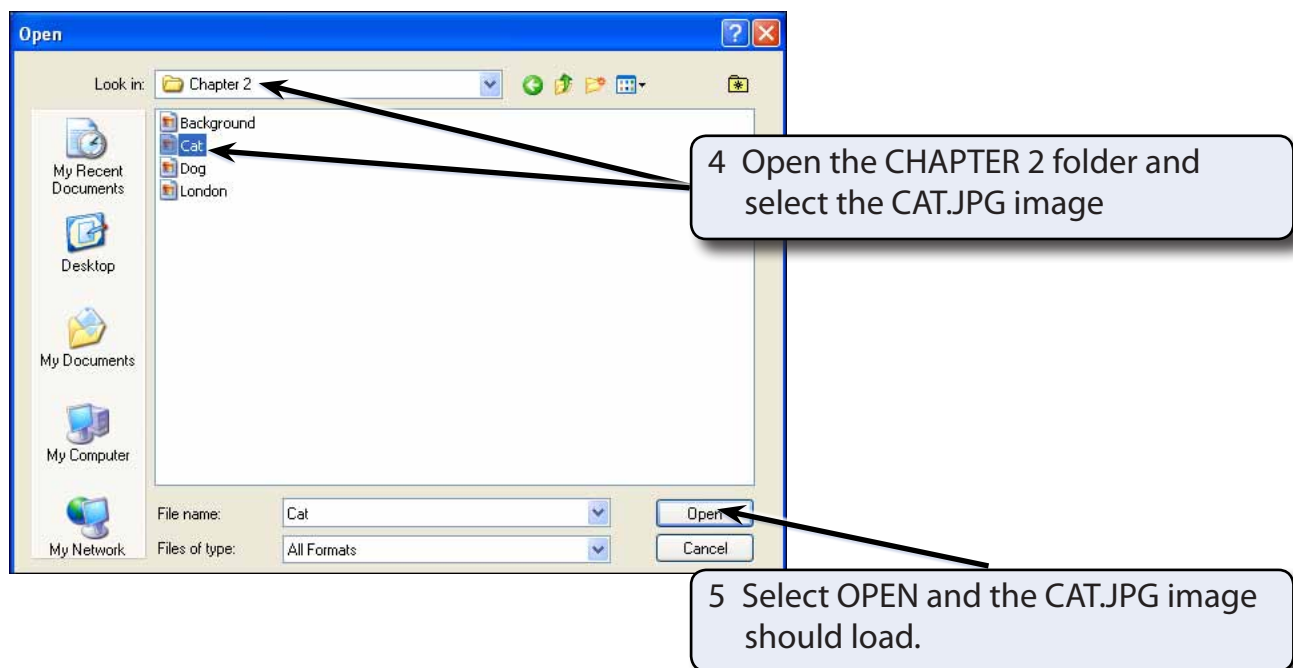 Open
Look in: Chapter 2
Background
Cat
Dog
London
My Recent
Documents
Desktop
My Documents
My Computer
My Network
File name: Cat Open
Files of type: All Formats Cancel
4 Open the CHAPTER 2 folder and
select the CAT.JPG image
5 Select OPEN and the CAT.JPG image
should load.